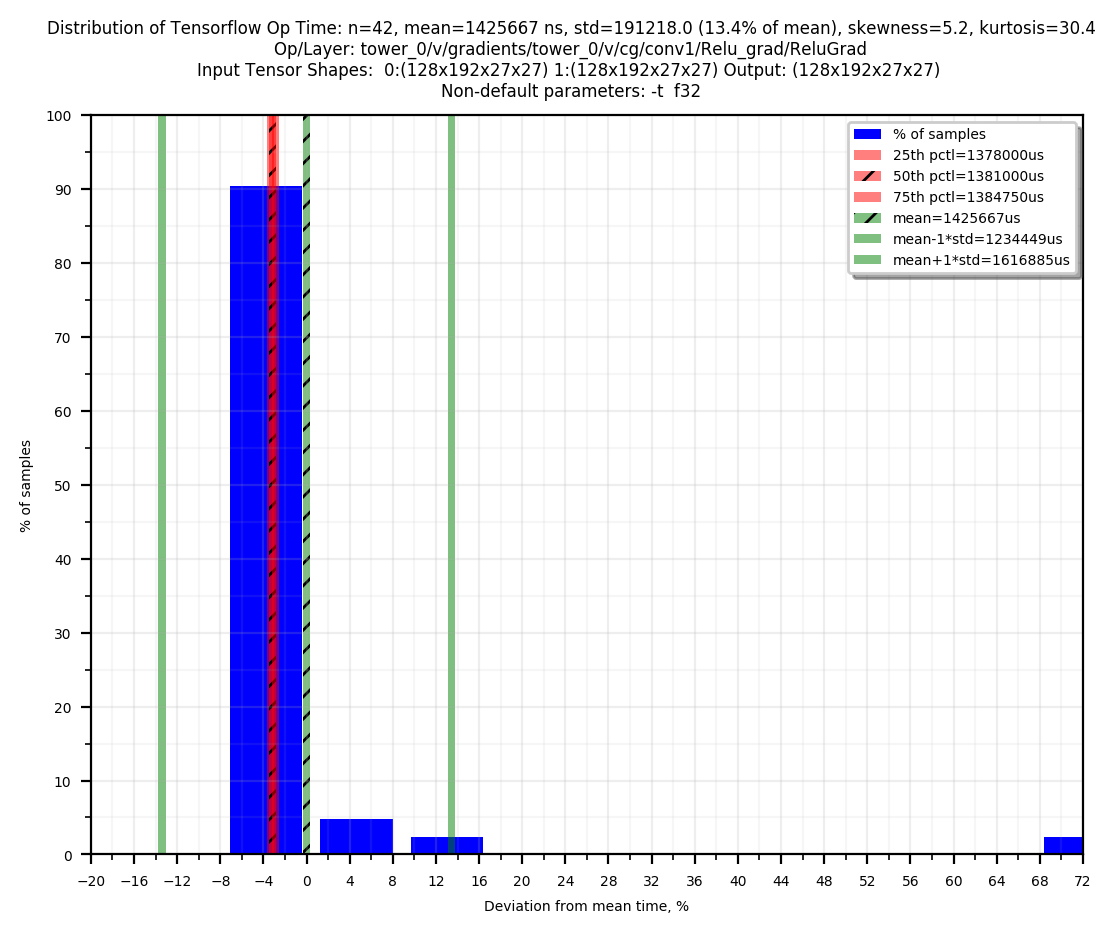 Distribution of Tensorflow Op Time: n=42, mean=1425667 ns, std=191218.0 (13.4% of mean), skewness=5.2, kurtosis=30.4
Op/Layer: tower_0/v/gradients/tower_0/v/cg/conv1/Relu_grad/ReluGrad
Input Tensor Shapes:  0:(128x192x27x27) 1:(128x192x27x27) Output: (128x192x27x27)
Non-default parameters: -t  f32
100
90
80
70
60
50
40
30
20
10
0
% of samples
% of samples
25th pctl=1378000us
50th pctl=1381000us
75th pctl=1384750us
mean=1425667us
mean-1*std=1234449us
mean+1*std=1616885us
−20 −16 −12 −8 −4 0 4 8 12 16 20 24 28 32 36 40 44 48 52 56 60 64 68 72
Deviation from mean time, %